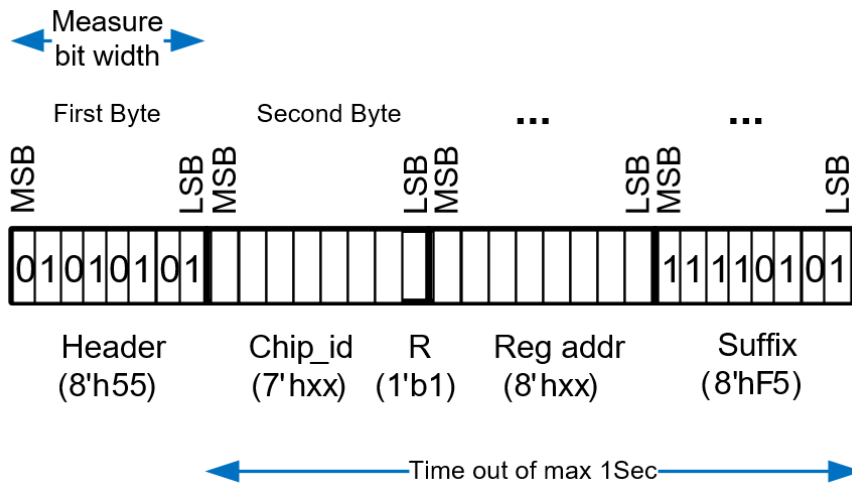 Measure
bit width
First Byte Second Byte ... ...
MSB LSB MSB LSB MSB LSB MSB LSB
0 1 0 1 0 1 0 1 1 1 1 1 0 1 0 1
Header Chip_id R Reg addr Suffix
(8'h55) (7'hxx) (1'b1) (8'hxx) (8'hF5)
Time out of max 1Sec